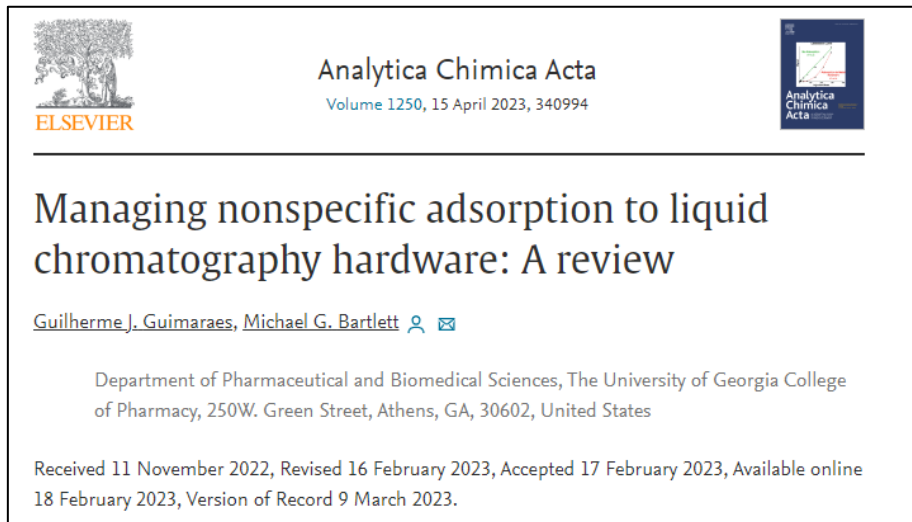 ELSEVIER
Analytica Chimica Acta
Volume 1250, 15 April 2023, 340994
Analytica
Chimica
Acta
Managing nonspecific adsorption to liquid
chromatography hardware: A review
Guilherme J. Guimaraes, Michael G. Bartlett
Department of Pharmaceutical and Biomedical Sciences, The University of Georgia College
of Pharmacy, 250W. Green Street, Athens, GA, 30602, United States
Received 11 November 2022, Revised 16 February 2023, Accepted 17 February 2023, Available online
18 February 2023, Version of Record 9 March 2023.